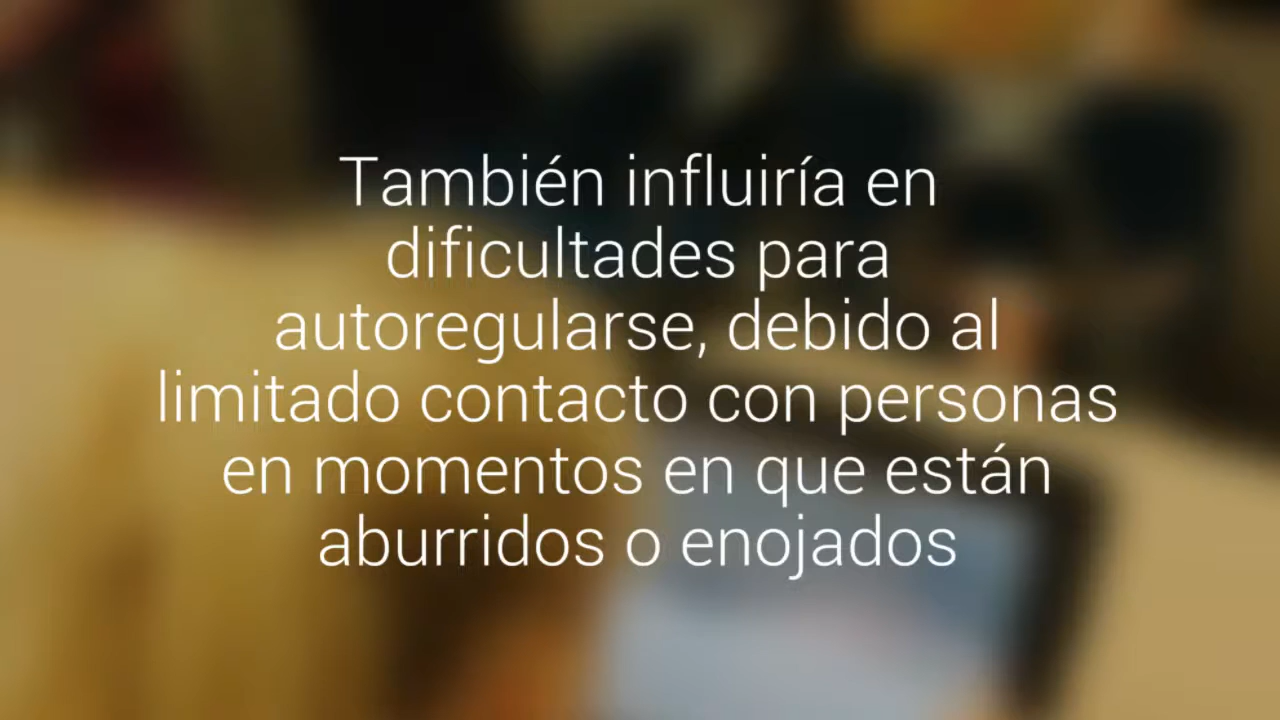 También influiría en
dificultades para
autoregularse, debido al
limitado contacto con personas
en momentos en que están
aburridos o enojados